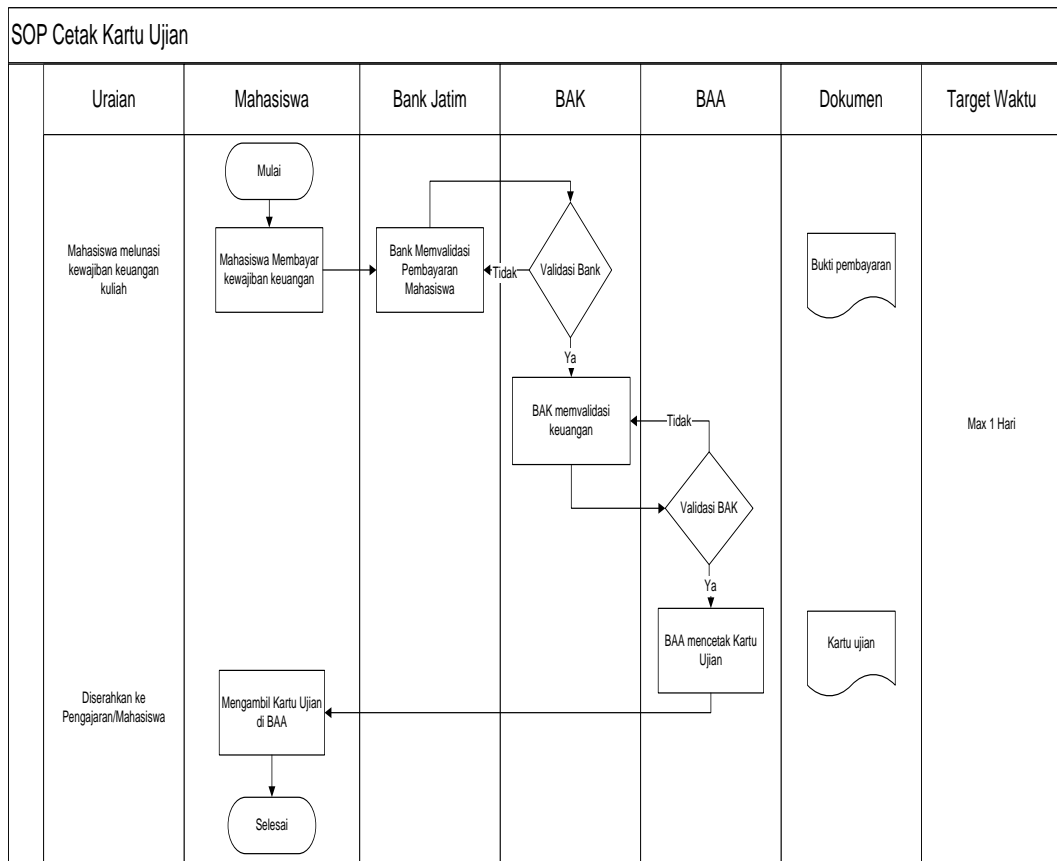 SOP Cetak Kartu Ujian
Uraian
Mahasiswa
Bank Jatim
BAK
BAA
Dokumen
Target Waktu
Mulai
Mahasiswa melunasi
kewajiban keuangan
kuliah
Mahasiswa Membayar
kewajiban keuangan
Bank Memvalidasi
Pembayaran
Mahasiswa
Tidak
Validasi Bank
Bukti pembayaran
Ya
BAK memvalidasi
keuangan
Tidak
Max 1 Hari
Validasi BAK
Ya
BAA mencetak Kartu
Ujian
Kartu ujian
Diserahkan ke
Pengajaran/Mahasiswa
Mengambil Kartu Ujian
di BAA
Selesai